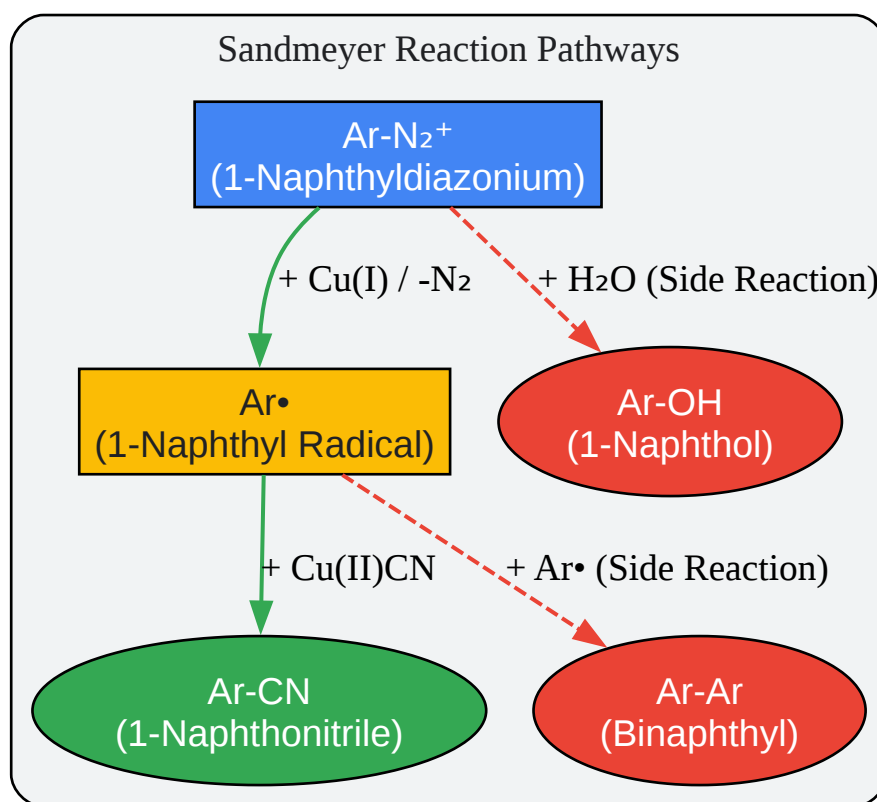 Sandmeyer Reaction Pathways
Ar-N₂⁺
(1-Naphthyldiazonium)
+ Cu(I) / -N₂
+ H₂O (Side Reaction)
Ar•
(1-Naphthyl Radical)
Ar-OH
(1-Naphthol)
+ Cu(II)CN
+ Ar• (Side Reaction)
Ar-CN
(1-Naphthonitrile)
Ar-Ar
(Binaphthyl)